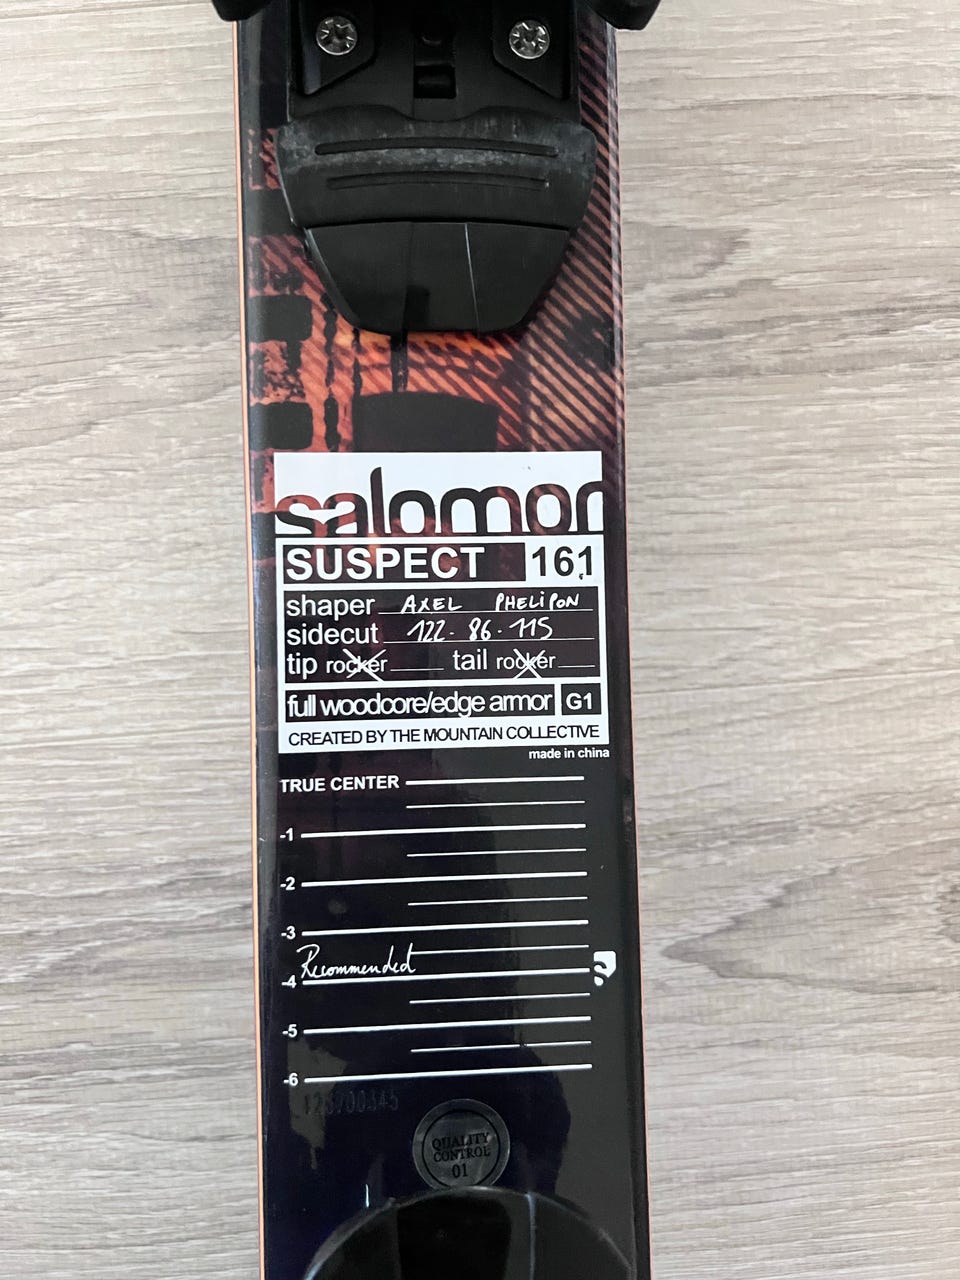 salomon
SUSPECT 161
shaper AXEL PHELIPON
sidecut 122-86-115
tip rocker tail rocker
full woodcore/edge armor G1
CREATED BY THE MOUNTAIN COLLECTIVE
made in china
TRUE CENTER
-1
-2
-3
Recommended
-4
-5
-6
QUALITY
CONTROL
01